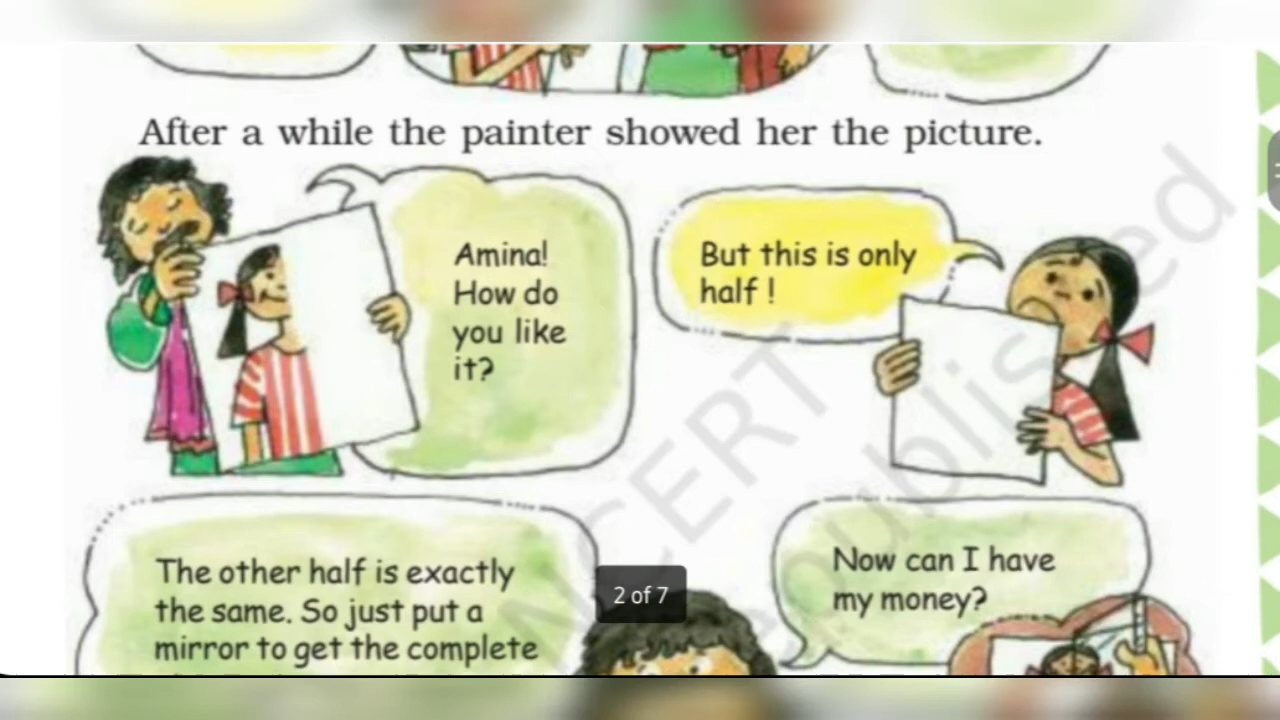 After a while the painter showed her the picture.
Amina!
How do
you like
it?
But this is only
half !
The other half is exactly
the same. So just put a
mirror to get the complete
Now can I have
my money?
2 of 7
NCERT